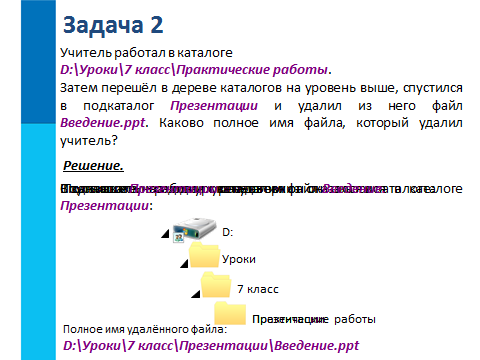 Задача 2
Учитель работал в каталоге
D:\Уроки\7 класс\Практические работы.
Затем перешёл в дереве каталогов на уровень выше, спустился
в подкаталог Презентации и удалил из него файл
Введение.ppt. Каково полное имя файла, который удалил
учитель?
Решение.
каталоге
Презентации:
D:
Уроки
7 класс
работы
Полное имя удалённого файла:
D:\Уроки\7 класс\Презентации\Введение.ppt